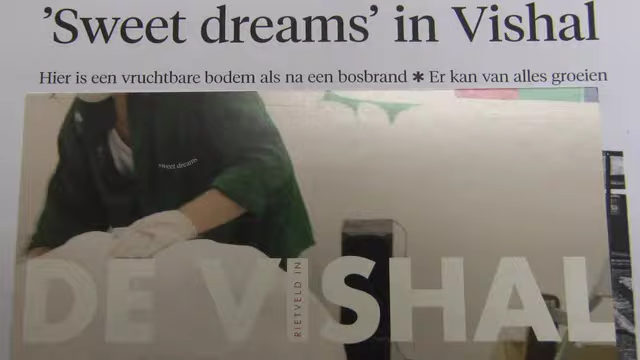 ’Sweet dreams’ in Vishal
Hier is een vruchtbare bodem als na een bosbrand ✱ Er kan van alles groeien
sweet dreams
DE VISHAL
RIETVELD IN